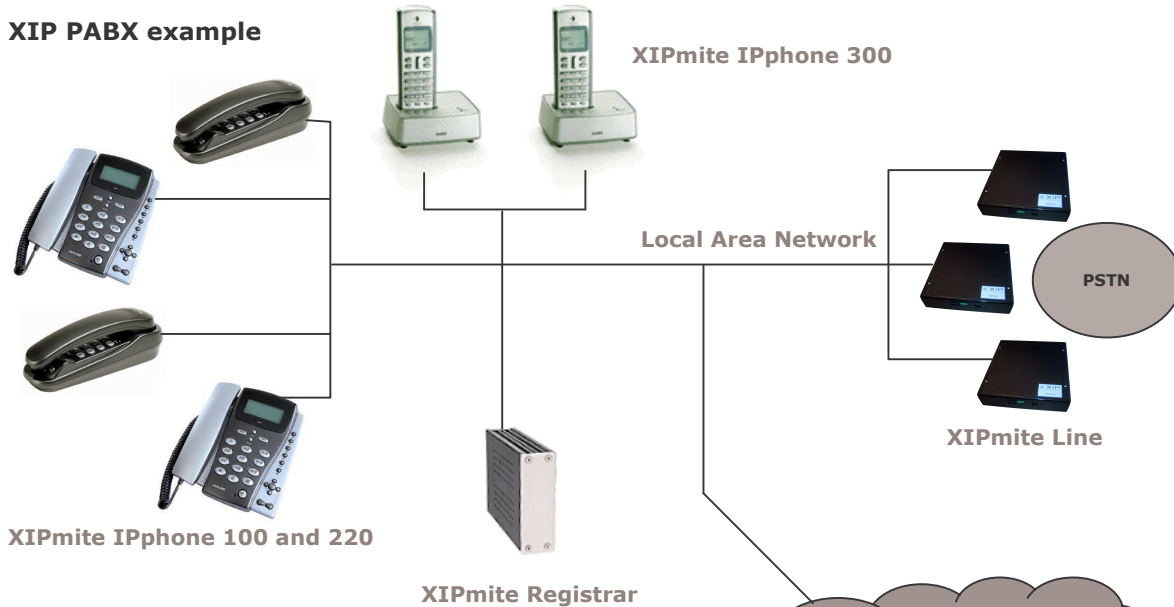 XIP PABX example
XIPmite IPphone 300
Local Area Network
PSTN
XIPmite Line
XIPmite IPphone 100 and 220
XIPmite Registrar